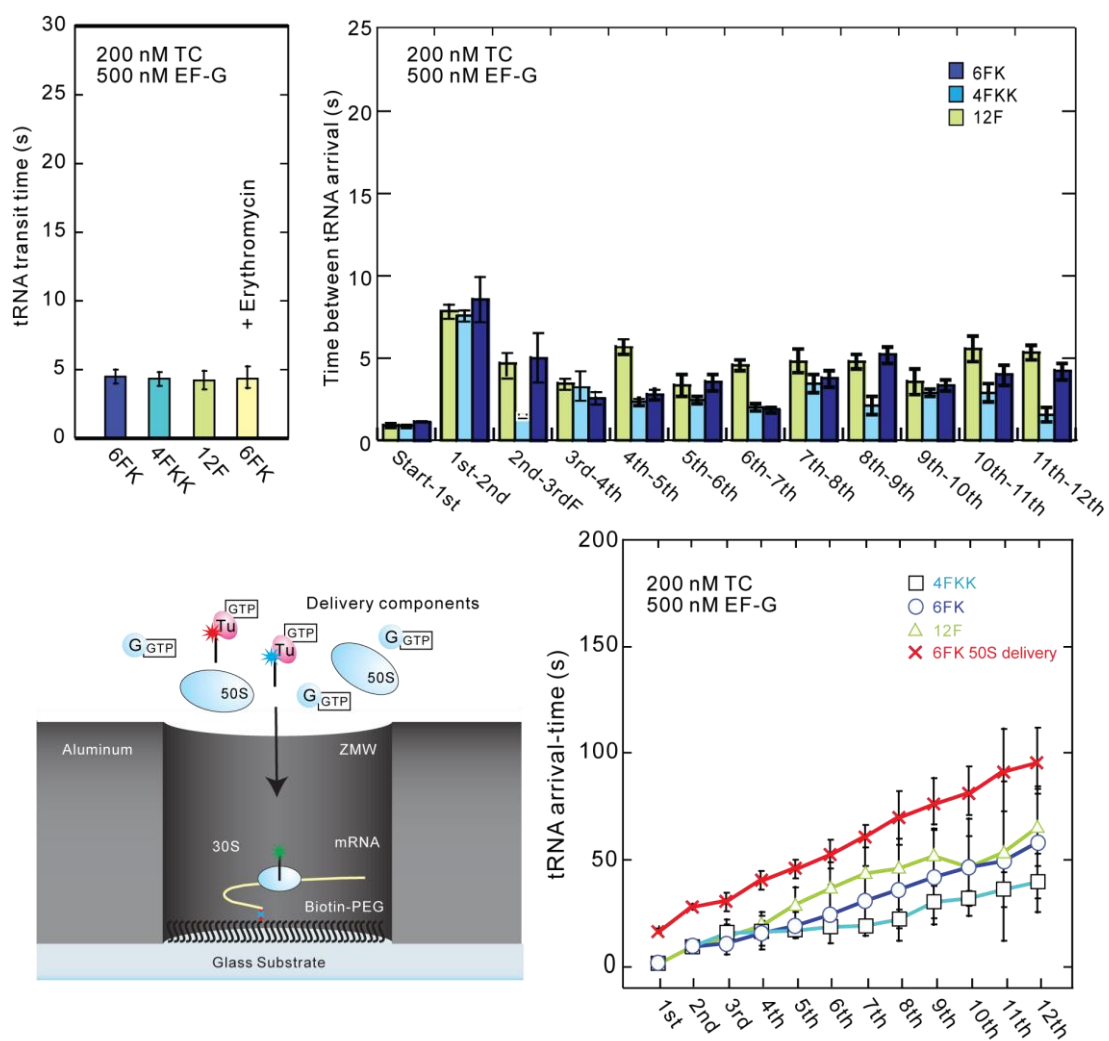 30
25
20
15
10
5
0
tRNA transit time (s)
200 nM TC
500 nM EF-G
+ Erythromycin
6FK
4FKK
12F
6FK
25
20
15
10
5
0
Time between tRNA arrival (s)
200 nM TC
500 nM EF-G
6FK
4FKK
12F
Start-1st
1st-2nd
2nd-3rdF
3rd-4th
4th-5th
5th-6th
6th-7th
7th-8th
8th-9th
9th-10th
10th-11th
11th-12th
GTP
Tu
Delivery components
G GTP
GTP
Tu
G GTP
50S
50S
G GTP
Aluminum
ZMW
30S
mRNA
Biotin-PEG
Glass Substrate
200
150
100
50
0
tRNA arrival-time (s)
200 nM TC
500 nM EF-G
4FKK
6FK
12F
6FK 50S delivery
1st
2nd
3rd
4th
5th
6th
7th
8th
9th
10th
11th
12th